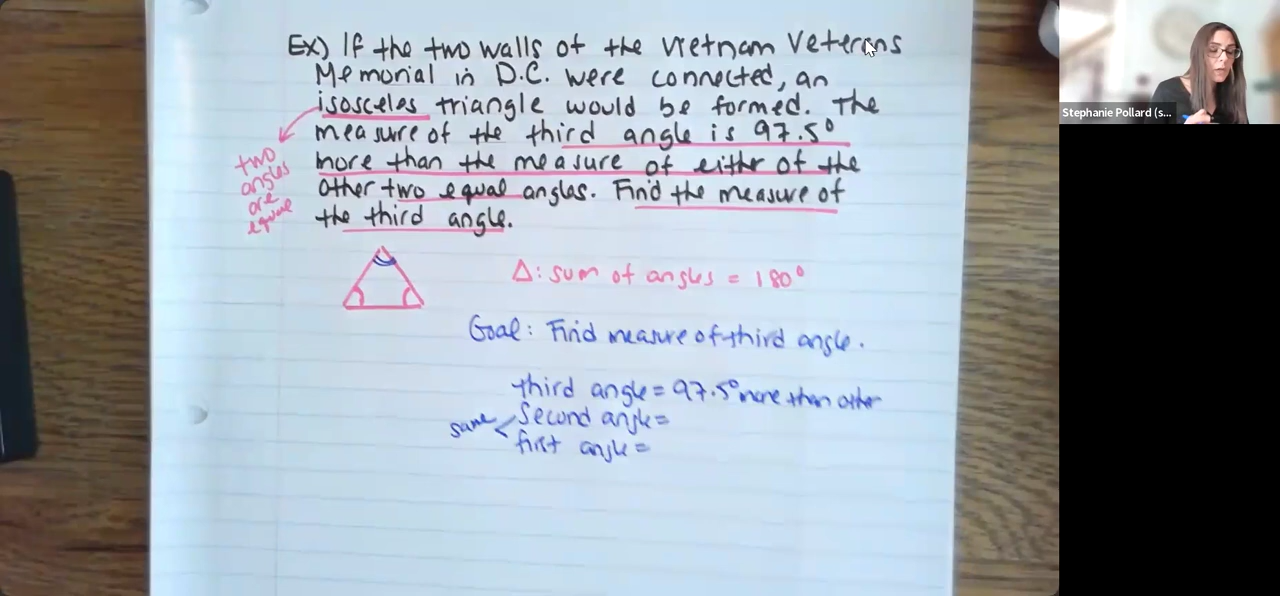 Ex) If the two walls of the Vietnam Veterans
Memorial in D.C. were connected, an
isosceles triangle would be formed. The
measure of the third angle is 97.5°
more than the measure of either of the
other two equal angles. Find the measure of
the third angle.
two
angles
are
equal
Δ: sum of angles = 180°
Goal: Find measure of third angle.
third angle = 97.5° more than other
same < second angle =
first angle =
Stephanie Pollard (s...